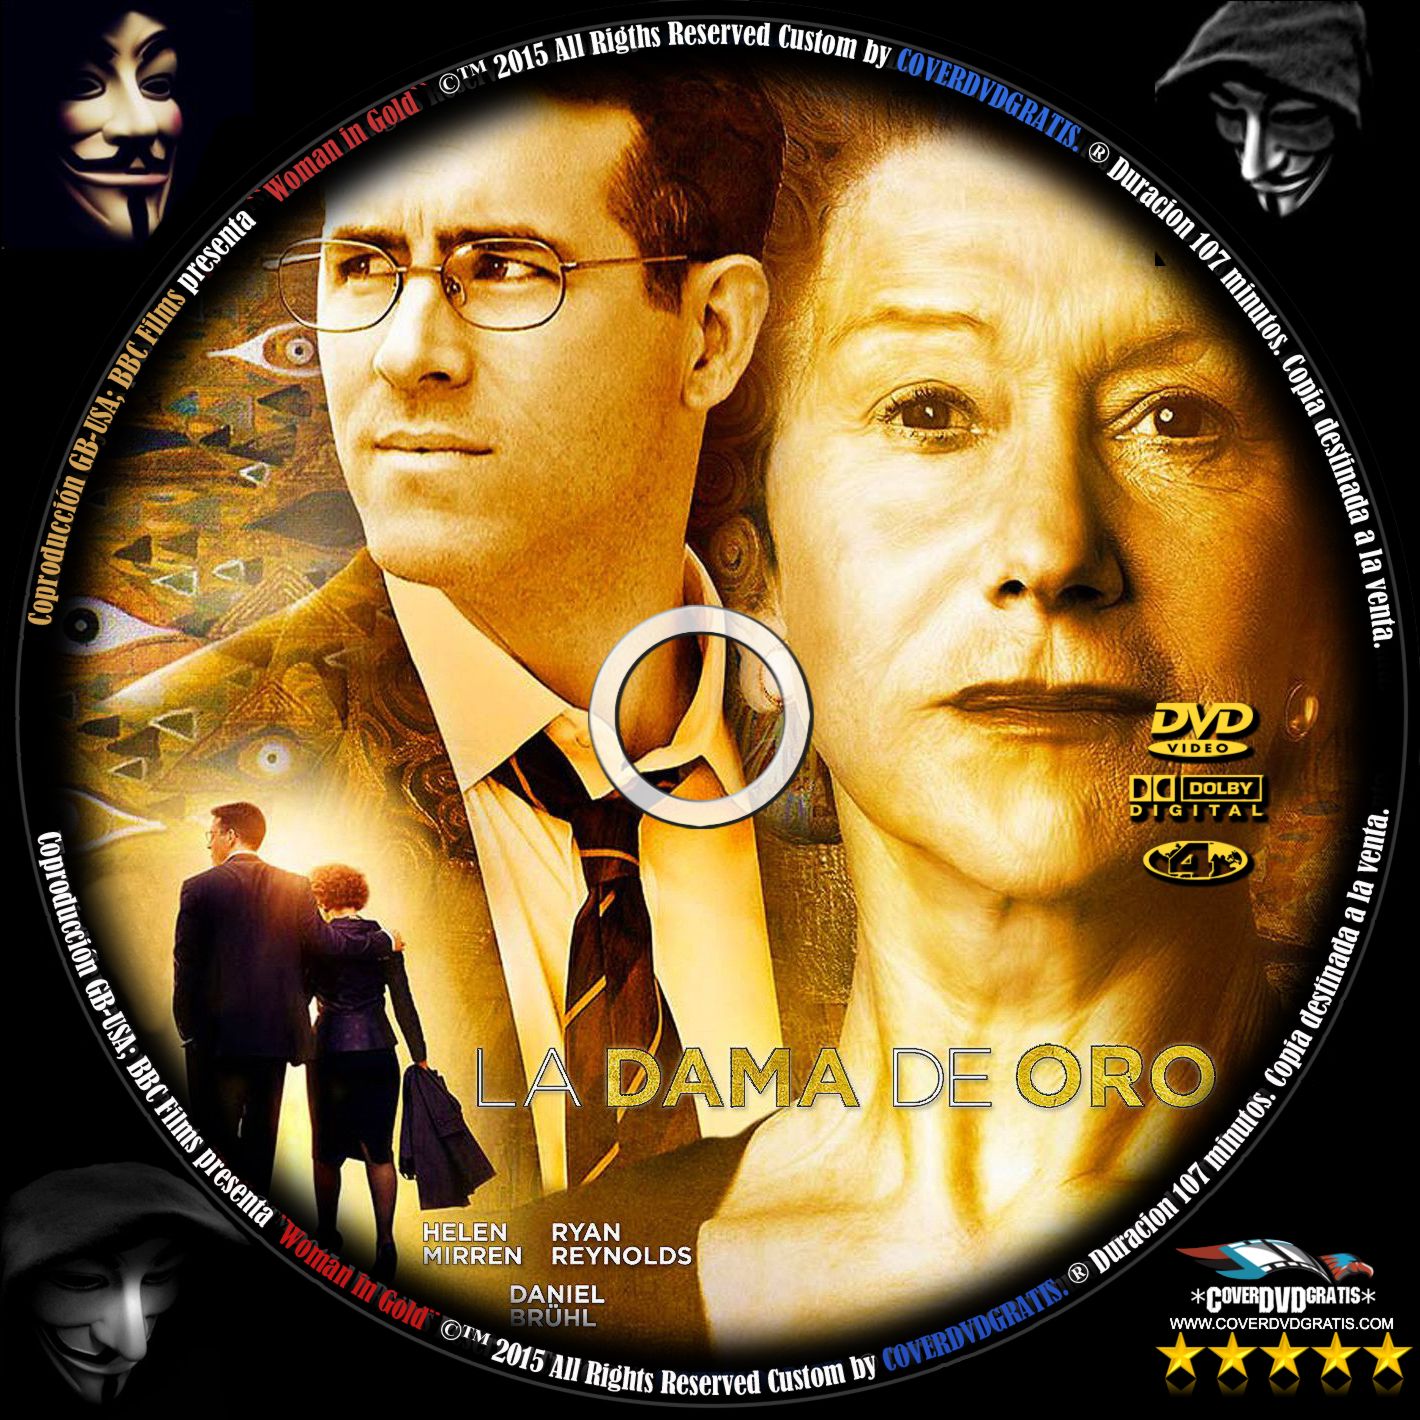 Coproducción GB-USA; BBC Films presenta ``Woman in Gold¨ ©™ 2015 All Rigths Reserved Custom by COVERDVDGRATIS. ® Duracion 107 minutos. Copia destinada a la venta.
DVD
VIDEO
DOLBY
DIGITAL
4
LA DAMA DE ORO
HELEN MIRREN
RYAN REYNOLDS
DANIEL BRÜHL
Coproducción GB-USA; BBC Films presenta ¨Woman in Gold¨ ©™ 2015 All Rights Reserved Custom by COVERDVDGRATIS. ® Duracion 107 minutos. Copia destinada a la venta.
*COVERDVDGRATIS*
WWW.COVERDVDGRATIS.COM